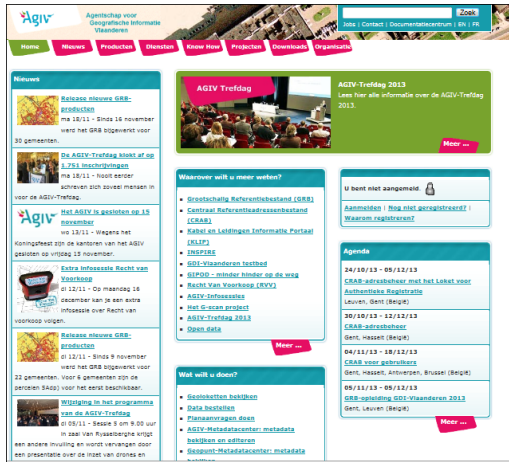 Agiv
Agentschap voor
Geografische Informatie
Vlaanderen
Zoek
Jobs | Contact | Documentatiecentrum | EN | FR
Home
Nieuws
Producten
Diensten
Know How
Projecten
Downloads
Organisatie
Nieuws
Release nieuwe GRB-
producten
ma 18/11 - Sinds 16 november
werd het GRB bijgewerkt voor
30 gemeenten.
De AGIV-Trefdag klokt af op
1.751 inschrijvingen
ma 18/11 - Nooit eerder
schreven zich zoveel mensen in
voor de AGIV-Trefdag.
Agiv
Het AGIV is gesloten op 15
november
wo 13/11 - Wegens het
Koningsfeest zijn de kantoren van het AGIV
gesloten op vrijdag 15 november.
Extra infosessie Recht van
Voorkoop
di 12/11 - Op maandag 16
december kan je een extra
infosessie over Recht van
voorkoop volgen.
Release nieuwe GRB-
producten
di 12/11 - Sinds 9 november
werd het GRB bijgewerkt voor
22 gemeenten. Voor 6 gemeenten zijn de
percelen (Adp) voor het eerst beschikbaar.
Wijziging in het programma
van de AGIV-Trefdag
di 05/11 - Sessie 3 om 9.00 uur
in zaal Van Rysselberghe krijgt
een andere invulling en wordt vervangen door
een presentatie over de inzet van drones en
AGIV Trefdag
AGIV-Trefdag 2013
Lees hier alle informatie over de AGIV-Trefdag
2013.
Meer ...
Waarover wilt u meer weten?
Grootschalig Referentiebestand (GRB)
Centraal Referentieadressenbestand
(CRAB)
Kabel en Leidingen Informatie Portaal
(KLIP)
INSPIRE
GDI-Vlaanderen testbed
GIPOD - minder hinder op de weg
Recht Van Voorkoop (RVV)
AGIV-Infosessies
Het G-scan project
AGIV-Trefdag 2013
Open data
Meer ...
Wat wilt u doen?
Geoloketten bekijken
Data bestellen
Planaanvragen doen
AGIV-Metadatacenter: metadata
bekijken en editeren
Geopunt-Metadatacenter: metadata
bekijken
U bent niet aangemeld.
Aanmelden | Nog niet geregistreerd? |
Waarom registreren?
Agenda
24/10/13 - 05/12/13
CRAB-adresbeheer met het Loket voor
Authentieke Registratie
Leuven, Gent (België)
30/10/13 - 12/12/13
CRAB-adresbeheer
Gent, Hasselt (België)
04/11/13 - 18/12/13
CRAB voor gebruikers
Gent, Hasselt, Antwerpen, Brussel (België)
05/11/13 - 05/12/13
GRB-opleiding GDI-Vlaanderen 2013
Gent, Leuven (België)
Meer ...